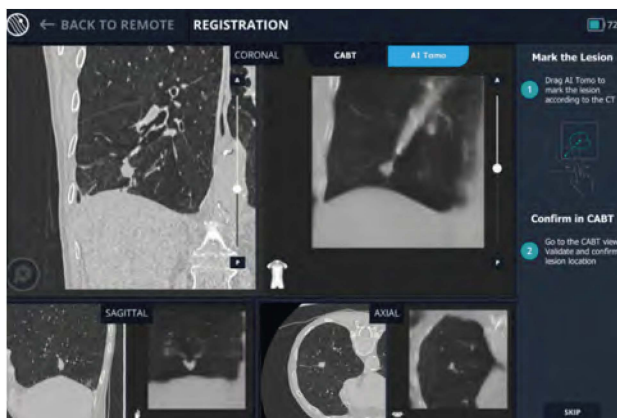 ← BACK TO REMOTE REGISTRATION 72
CORONAL CABT AI Tomo
A A
P P
Mark the Lesion
1 Drag AI Tomo to
mark the lesion
according to the CT
Confirm in CABT
2 Go to the CABT view
Validate and confirm
lesion location
SAGITTAL AXIAL
SKIP